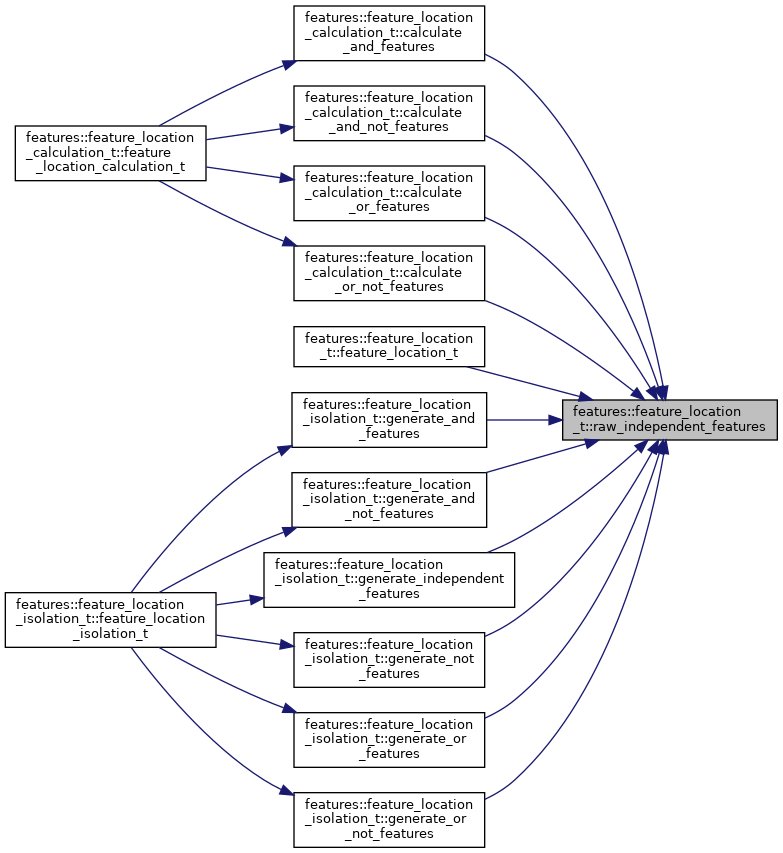 features::feature_location
_calculation_t::calculate
_and_features
features::feature_location
_calculation_t::calculate
_and_not_features
features::feature_location
_calculation_t::feature
_location_calculation_t
features::feature_location
_calculation_t::calculate
_or_features
features::feature_location
_calculation_t::calculate
_or_not_features
features::feature_location
_t::feature_location_t
features::feature_location
_isolation_t::generate_and
_features
features::feature_location
_t::raw_independent_features
features::feature_location
_isolation_t::generate_and
_not_features
features::feature_location
_isolation_t::generate_independent
_features
features::feature_location
_isolation_t::feature_location
_isolation_t
features::feature_location
_isolation_t::generate_not
_features
features::feature_location
_isolation_t::generate_or
_features
features::feature_location
_isolation_t::generate_or
_not_features